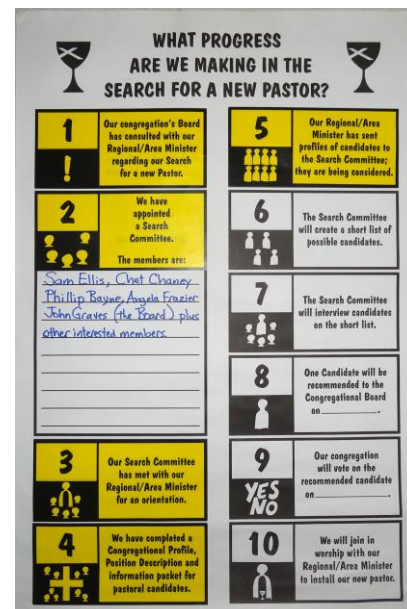 WHAT PROGRESS
ARE WE MAKING IN THE
SEARCH FOR A NEW PASTOR?
1
Our congregation's Board
has consulted with our
Regional/Area Minister
regarding our Search
for a new Pastor.
!
2
We have
appointed
a Search
Committee.
The members are:
Sam Ellis, Chet Chaney
Phillip Bayne, Angela Frazier
John Graves (the Board) plus
other interested members
3
Our Search Committee
has met with our
Regional/Area Minister
for an orientation.
4
We have completed a
Congregational Profile,
Position Description and
information packet for
pastoral candidates.
5
Our Regional/Area
Minister has sent
profiles of candidates to
the Search Committee;
they are being considered.
6
The Search Committee
will create a short list of
possible candidates.
7
The Search Committee
will interview candidates
on the short list.
8
One Candidate will be
recommended to the
Congregational Board
on __________.
9
Our congregation
will vote on the
recommended candidate
on __________.
YES
NO
10
We will join in
worship with our
Regional/Area Minister
to install our new pastor.